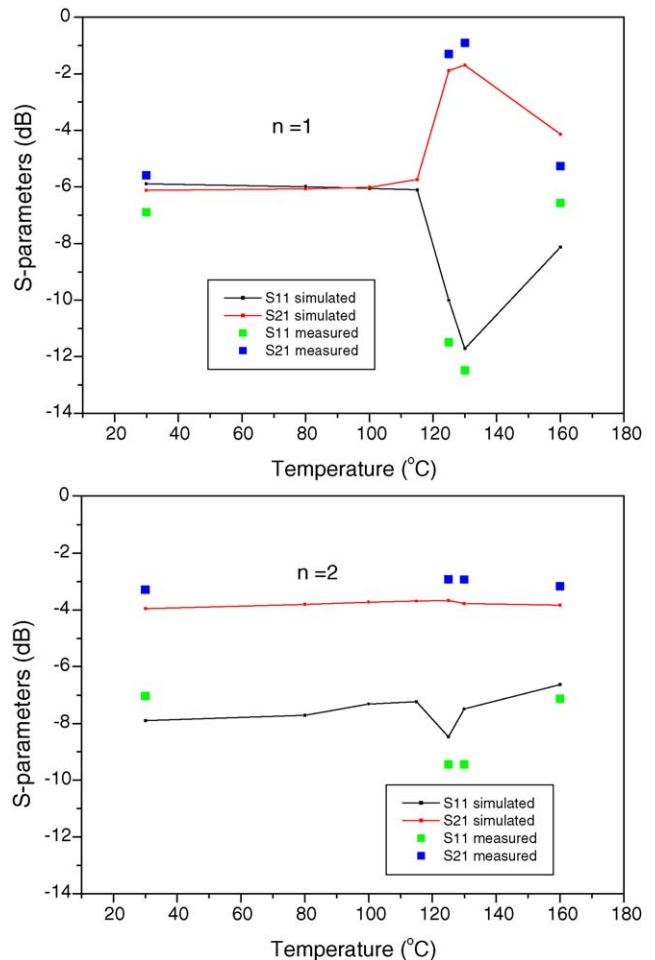 0
-2
-4
-6
-8
-10
-12
-14
S-parameters (dB)
n =1
S11 simulated
S21 simulated
S11 measured
S21 measured
20 40 60 80 100 120 140 160 180
Temperature (°C)
0
-2
-4
-6
-8
-10
-12
-14
S-parameters (dB)
n =2
S11 simulated
S21 simulated
S11 measured
S21 measured
20 40 60 80 100 120 140 160 180
Temperature (°C)